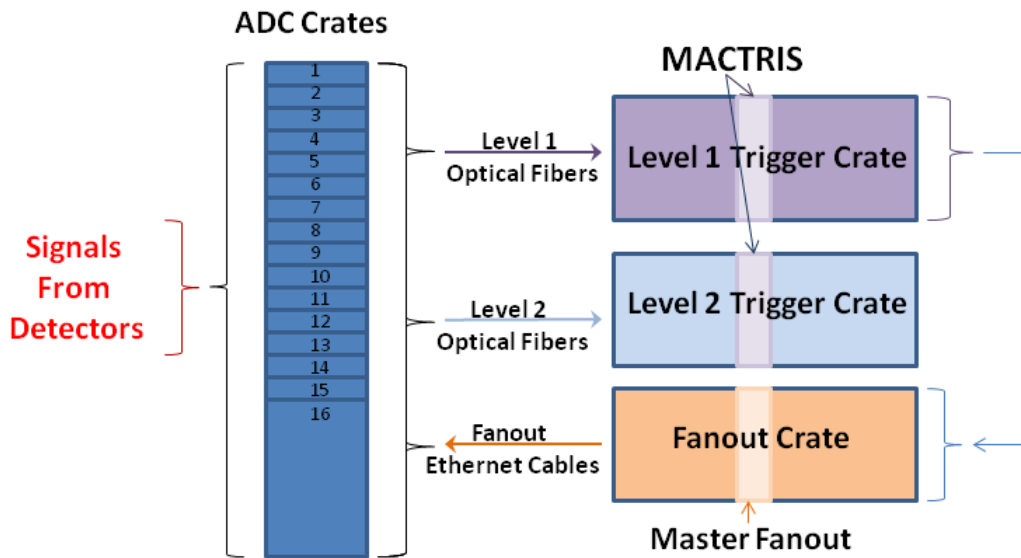 ADC Crates
1
2
3
4
5
6
7
8
9
10
11
12
13
14
15
16
Signals
From
Detectors
Level 1
Optical Fibers
Level 2
Optical Fibers
Fanout
Ethernet Cables
MACTRIS
Level 1 Trigger Crate
Level 2 Trigger Crate
Fanout Crate
Master Fanout